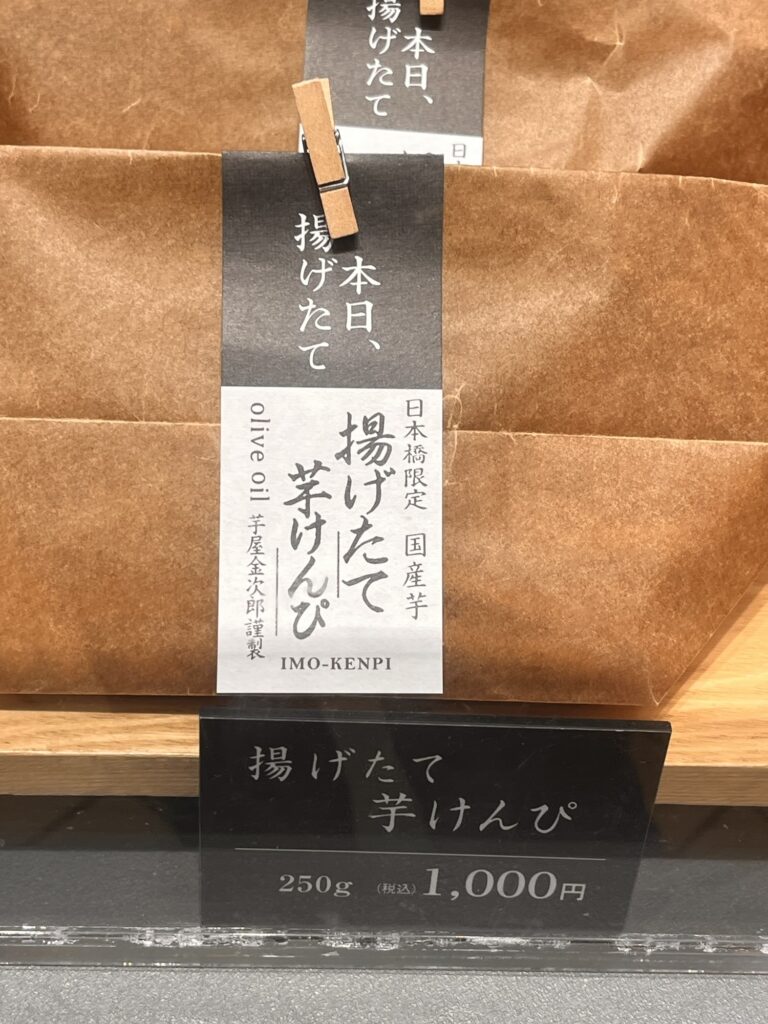 本日、
揚げたて
日
本日、
揚げたて
日本橋限定 国産芋
揚げたて
芋けんぴ
olive oil 芋屋金次郎謹製
IMO-KENPI
揚げたて
芋けんぴ
250g (税込) 1,000円